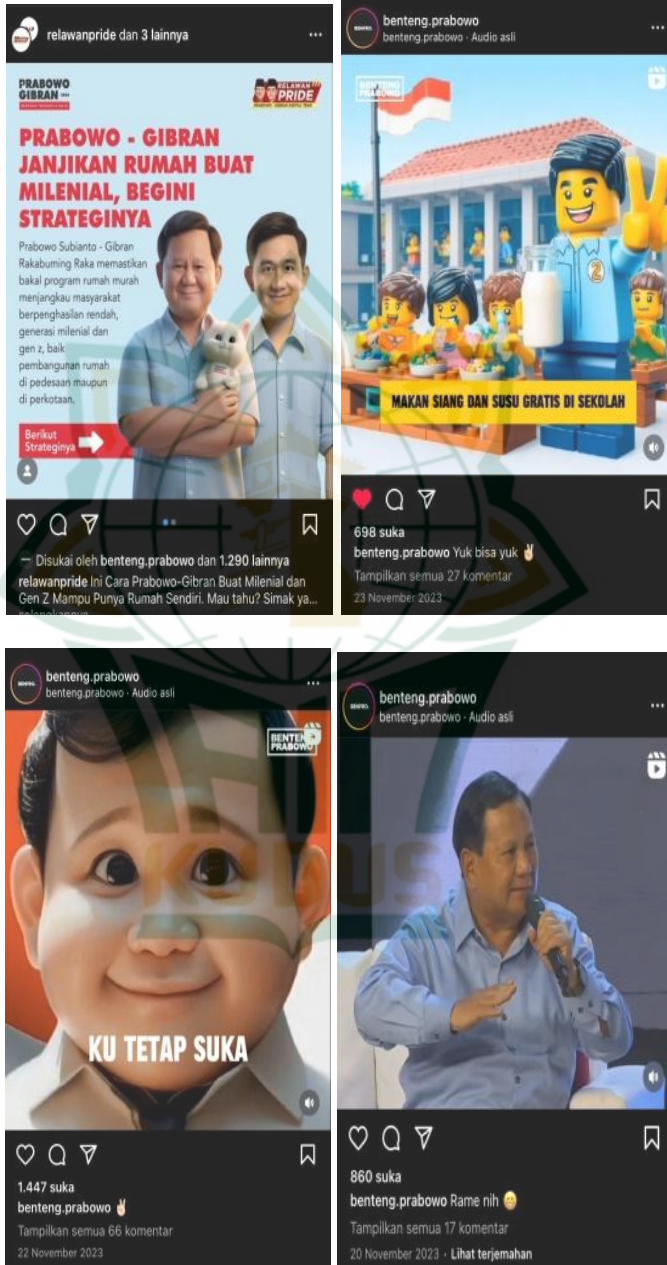 relawanpride dan 3 lainnya
PRABOWO
GIBRAN
RELAWAN
PRIDE
PRABOWO - GIBRAN
JANJIKAN RUMAH BUAT
MILENIAL, BEGINI
STRATEGINYA
Prabowo Subianto - Gibran
Rakabuming Raka memastikan
bakal program rumah murah
menjangkau masyarakat
berpenghasilan rendah,
generasi milenial dan
gen z, baik
pembangunan rumah
di pedesaan maupun
di perkotaan.
Berikut
Strateginya
Disukai oleh benteng.prabowo dan 1.290 lainnya
relawanpride Ini Cara Prabowo-Gibran Buat Milenial dan
Gen Z Mampu Punya Rumah Sendiri. Mau tahu? Simak ya...
selengkapnya
benteng.prabowo
benteng.prabowo · Audio asli
BENTENG
PRABOWO
2
MAKAN SIANG DAN SUSU GRATIS DI SEKOLAH
698 suka
benteng.prabowo Yuk bisa yuk ✌🏻
Tampilkan semua 27 komentar
23 November 2023
benteng.prabowo
benteng.prabowo · Audio asli
BENTENG
PRABOWO
KU TETAP SUKA
1.447 suka
benteng.prabowo ✌🏻
Tampilkan semua 66 komentar
22 November 2023
benteng.prabowo
benteng.prabowo · Audio asli
860 suka
benteng.prabowo Rame nih 😁
Tampilkan semua 17 komentar
20 November 2023 · Lihat terjemahan
KUDUS